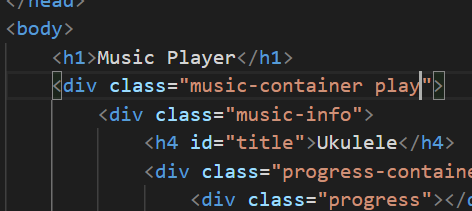 </head>
<body>
<h1>Music Player</h1>
<div class="music-container play">
<div class="music-info">
<h4 id="title">Ukulele</h4>
<div class="progress-containe
<div class="progress"></